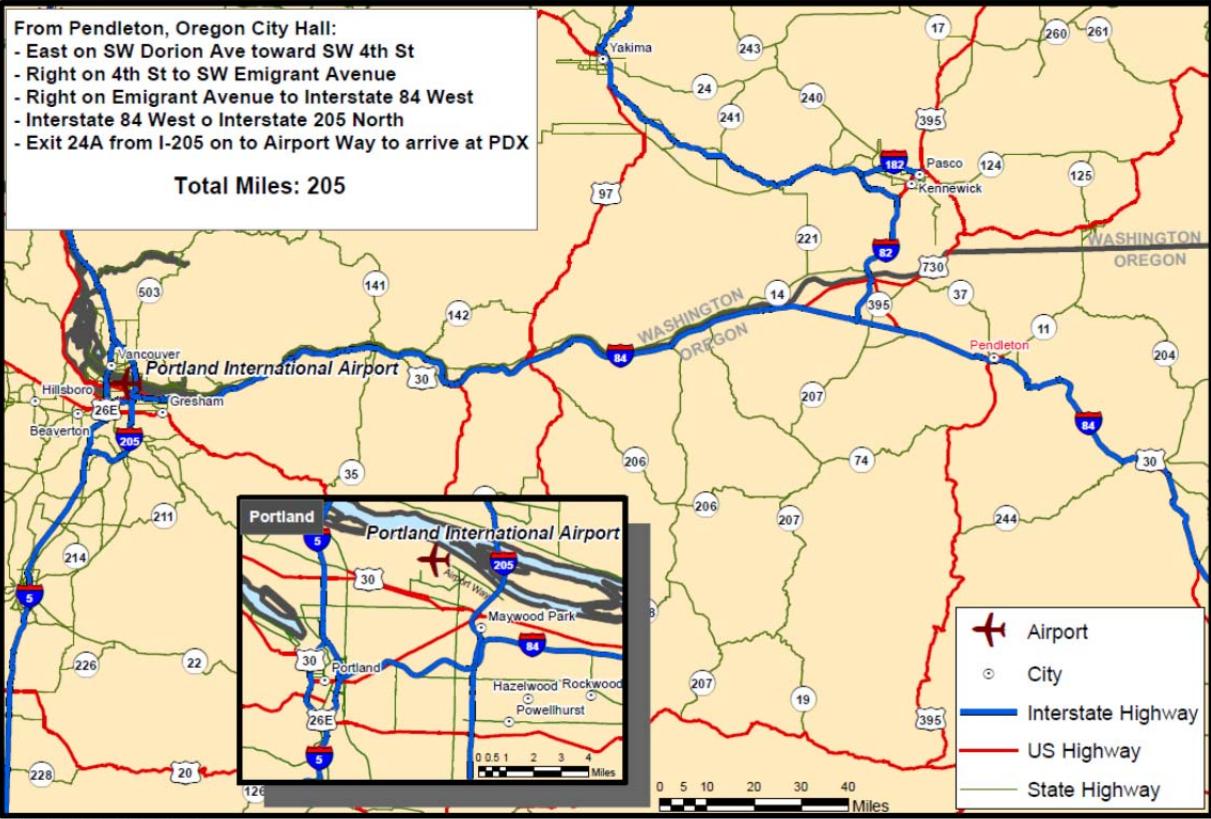 From Pendleton, Oregon City Hall:
- East on SW Dorion Ave toward SW 4th St
- Right on 4th St to SW Emigrant Avenue
- Right on Emigrant Avenue to Interstate 84 West
- Interstate 84 West o Interstate 205 North
- Exit 24A from I-205 on to Airport Way to arrive at PDX
Total Miles: 205
Yakima
243
17
260
261
24
240
241
395
182
Pasco
Kennewick
124
125
97
221
82
WASHINGTON
OREGON
730
503
141
142
14
395
37
WASHINGTON
OREGON
11
84
Pendleton
204
Vancouver
Portland International Airport
30
Hillsboro
26E
Gresham
Beaverton
205
207
84
35
206
74
30
211
206
207
244
214
5
226
22
207
19
395
228
20
126
Portland
Portland International Airport
5
205
30
Airport Way
Maywood Park
84
30
Portland
Hazelwood
Rockwood
26E
Powellhurst
5
0 0.5 1 2 3 4
Miles
8
0 5 10 20 30 40
Miles
Airport
City
Interstate Highway
US Highway
State Highway